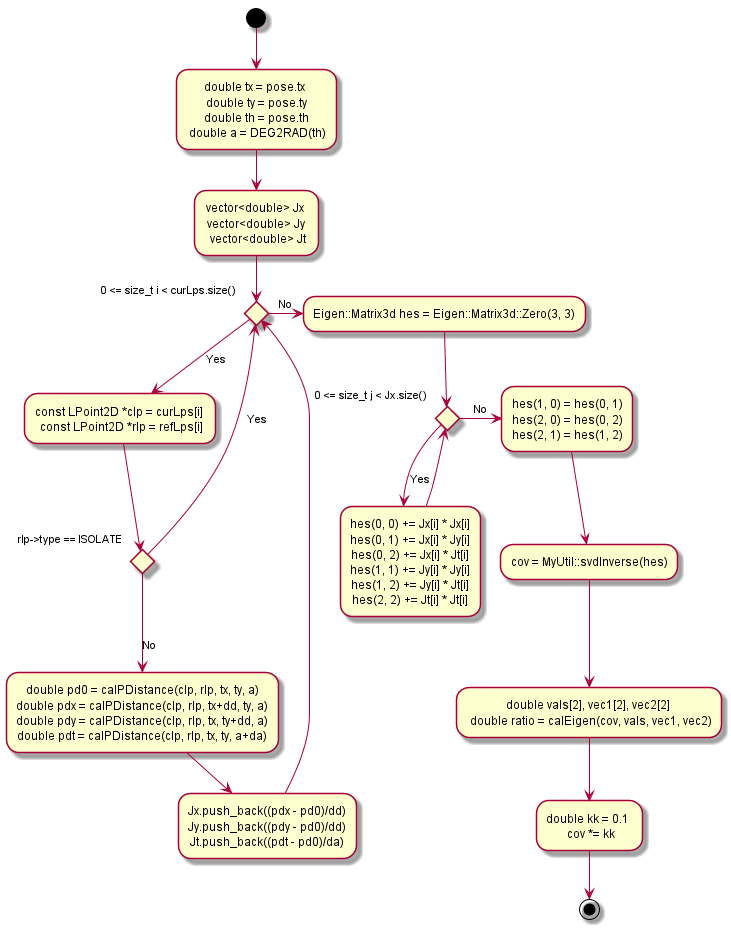 double tx = pose.tx
double ty = pose.ty
double th = pose.th
double a = DEG2RAD(th)
vector<double> Jx
vector<double> Jy
vector<double> Jt
0 <= size_t i < curLps.size()
No
Eigen::Matrix3d hes = Eigen::Matrix3d::Zero(3, 3)
Yes
const LPoint2D *clp = curLps[i]
const LPoint2D *rlp = refLps[i]
Yes
rlp->type == ISOLATE
No
double pd0 = calPDistance(clp, rlp, tx, ty, a)
double pdx = calPDistance(clp, rlp, tx+dd, ty, a)
double pdy = calPDistance(clp, rlp, tx, ty+dd, a)
double pdt = calPDistance(clp, rlp, tx, ty, a+da)
Jx.push_back((pdx - pd0)/dd)
Jy.push_back((pdy - pd0)/dd)
Jt.push_back((pdt - pd0)/da)
0 <= size_t j < Jx.size()
No
hes(1, 0) = hes(0, 1)
hes(2, 0) = hes(0, 2)
hes(2, 1) = hes(1, 2)
Yes
hes(0, 0) += Jx[i] * Jx[i]
hes(0, 1) += Jx[i] * Jy[i]
hes(0, 2) += Jx[i] * Jt[i]
hes(1, 1) += Jy[i] * Jy[i]
hes(1, 2) += Jy[i] * Jt[i]
hes(2, 2) += Jt[i] * Jt[i]
cov = MyUtil::svdInverse(hes)
double vals[2], vec1[2], vec2[2]
double ratio = calEigen(cov, vals, vec1, vec2)
double kk = 0.1
cov *= kk